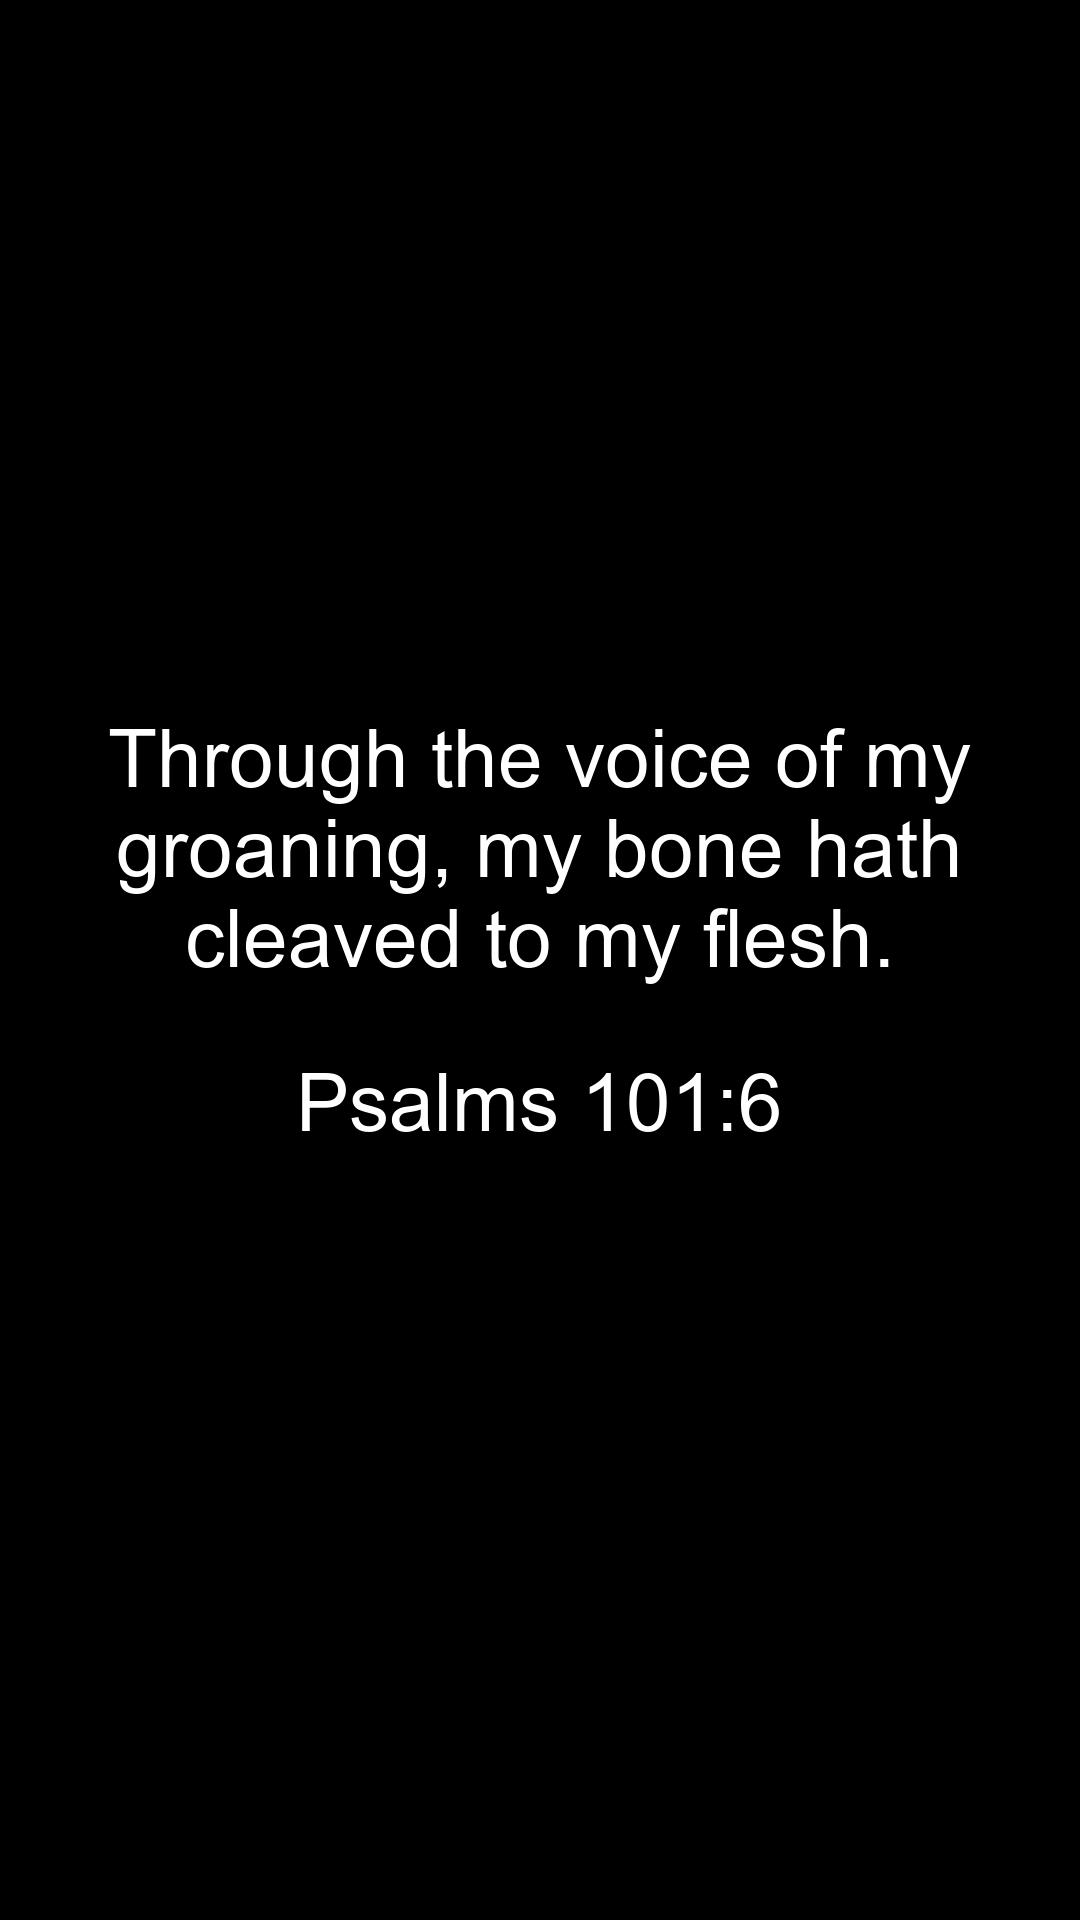 Through the voice of my
groaning, my bone hath
cleaved to my flesh.
Psalms 101:6